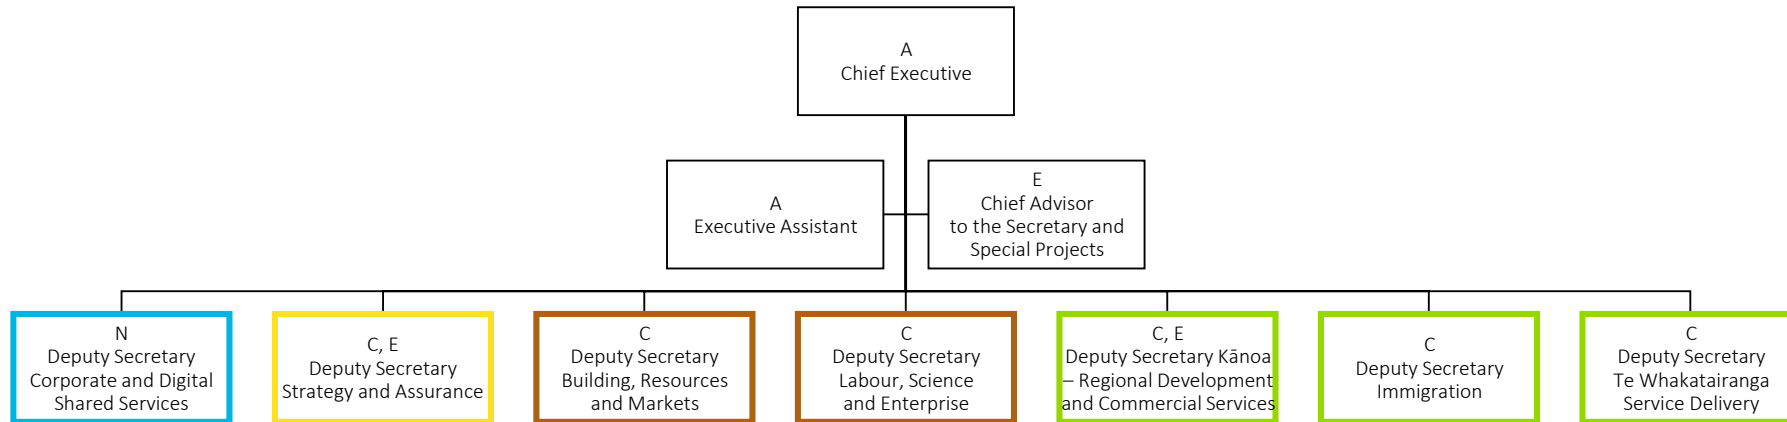 A
Chief Executive
A
Executive Assistant
E
Chief Advisor
to the Secretary and
Special Projects
N
Deputy Secretary
Corporate and Digital
Shared Services
C, E
Deputy Secretary
Strategy and Assurance
C
Deputy Secretary
Building, Resources
and Markets
C
Deputy Secretary
Labour, Science
and Enterprise
C, E
Deputy Secretary Kānoa
– Regional Development
and Commercial Services
C
Deputy Secretary
Immigration
C
Deputy Secretary
Te Whakatairanga
Service Delivery